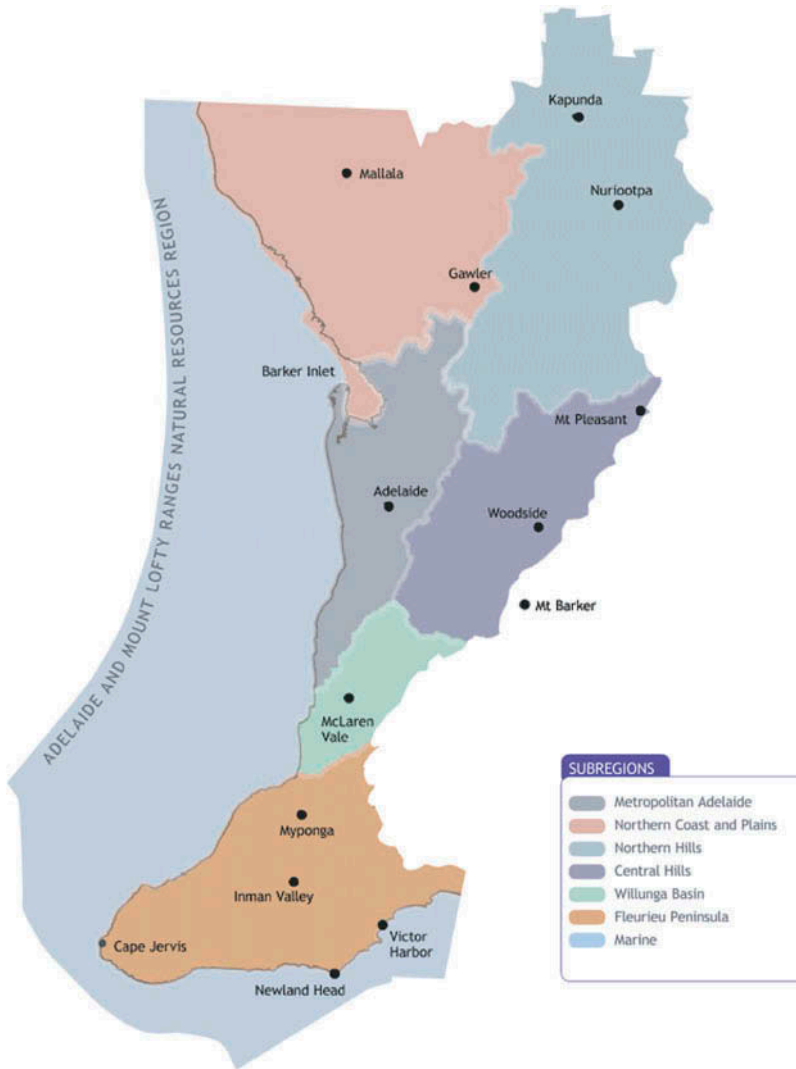 Kapunda
Mallala
Nuriootpa
Gawler
ADELAIDE AND MOUNT LOFTY RANGES NATURAL RESOURCES REGION
Barker Inlet
Mt Pleasant
Adelaide
Woodside
Mt Barker
McLaren
Vale
Myponga
Inman Valley
Cape Jervis
Victor
Harbor
Newland Head
SUBREGIONS
Metropolitan Adelaide
Northern Coast and Plains
Northern Hills
Central Hills
Willunga Basin
Fleurieu Peninsula
Marine